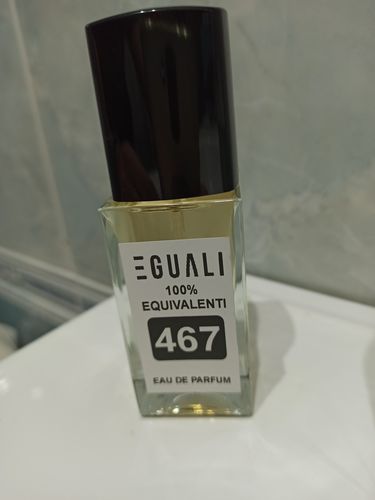 EGUALI
100%
EQUIVALENTI
467
EAU DE PARFUM